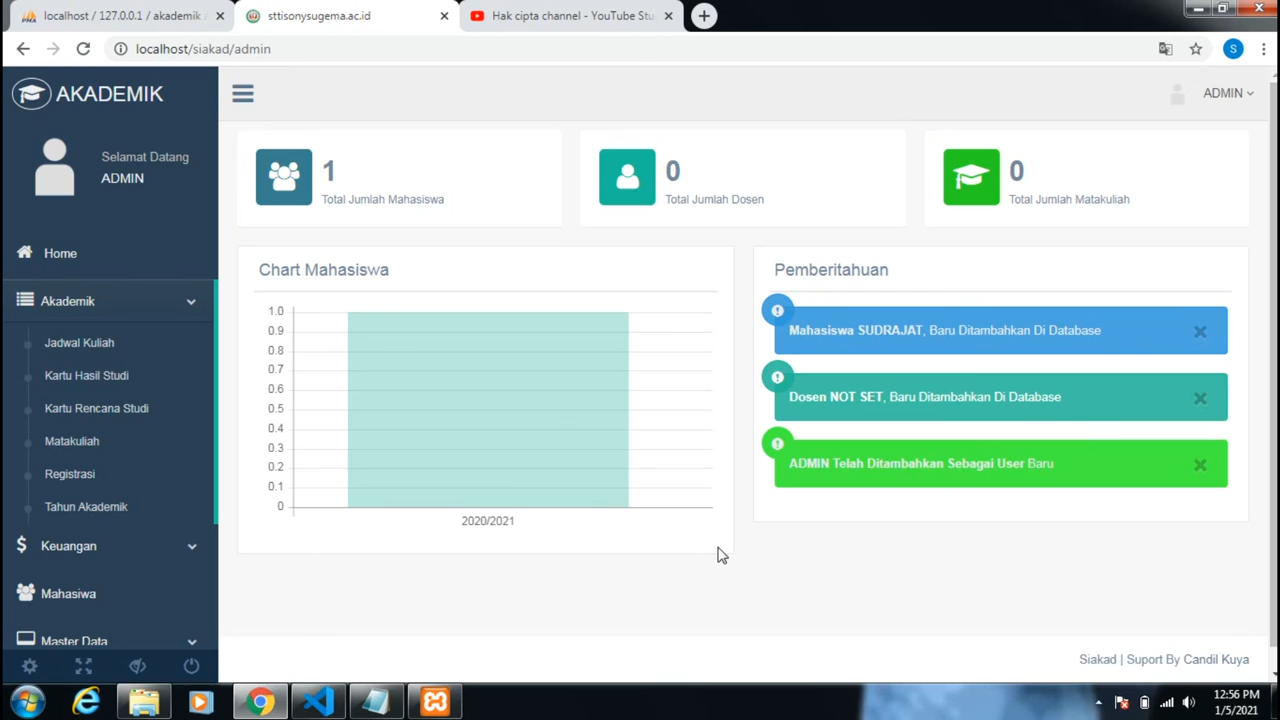 localhost / 127.0.0.1 / akademik
sttisonysugema.ac.id
Hak cipta channel - YouTube Stu
localhost/siakad/admin
S
AKADEMIK
ADMIN
Selamat Datang
ADMIN
Home
Akademik
Jadwal Kuliah
Kartu Hasil Studi
Kartu Rencana Studi
Matakuliah
Registrasi
Tahun Akademik
Keuangan
Mahasiwa
Master Data
1
Total Jumlah Mahasiswa
0
Total Jumlah Dosen
0
Total Jumlah Matakuliah
Chart Mahasiswa
1.0
0.9
0.8
0.7
0.6
0.5
0.4
0.3
0.2
0.1
0
2020/2021
Pemberitahuan
Mahasiswa SUDRAJAT, Baru Ditambahkan Di Database
Dosen NOT SET, Baru Ditambahkan Di Database
ADMIN Telah Ditambahkan Sebagai User Baru
Siakad | Suport By Candil Kuya
12:56 PM
1/5/2021